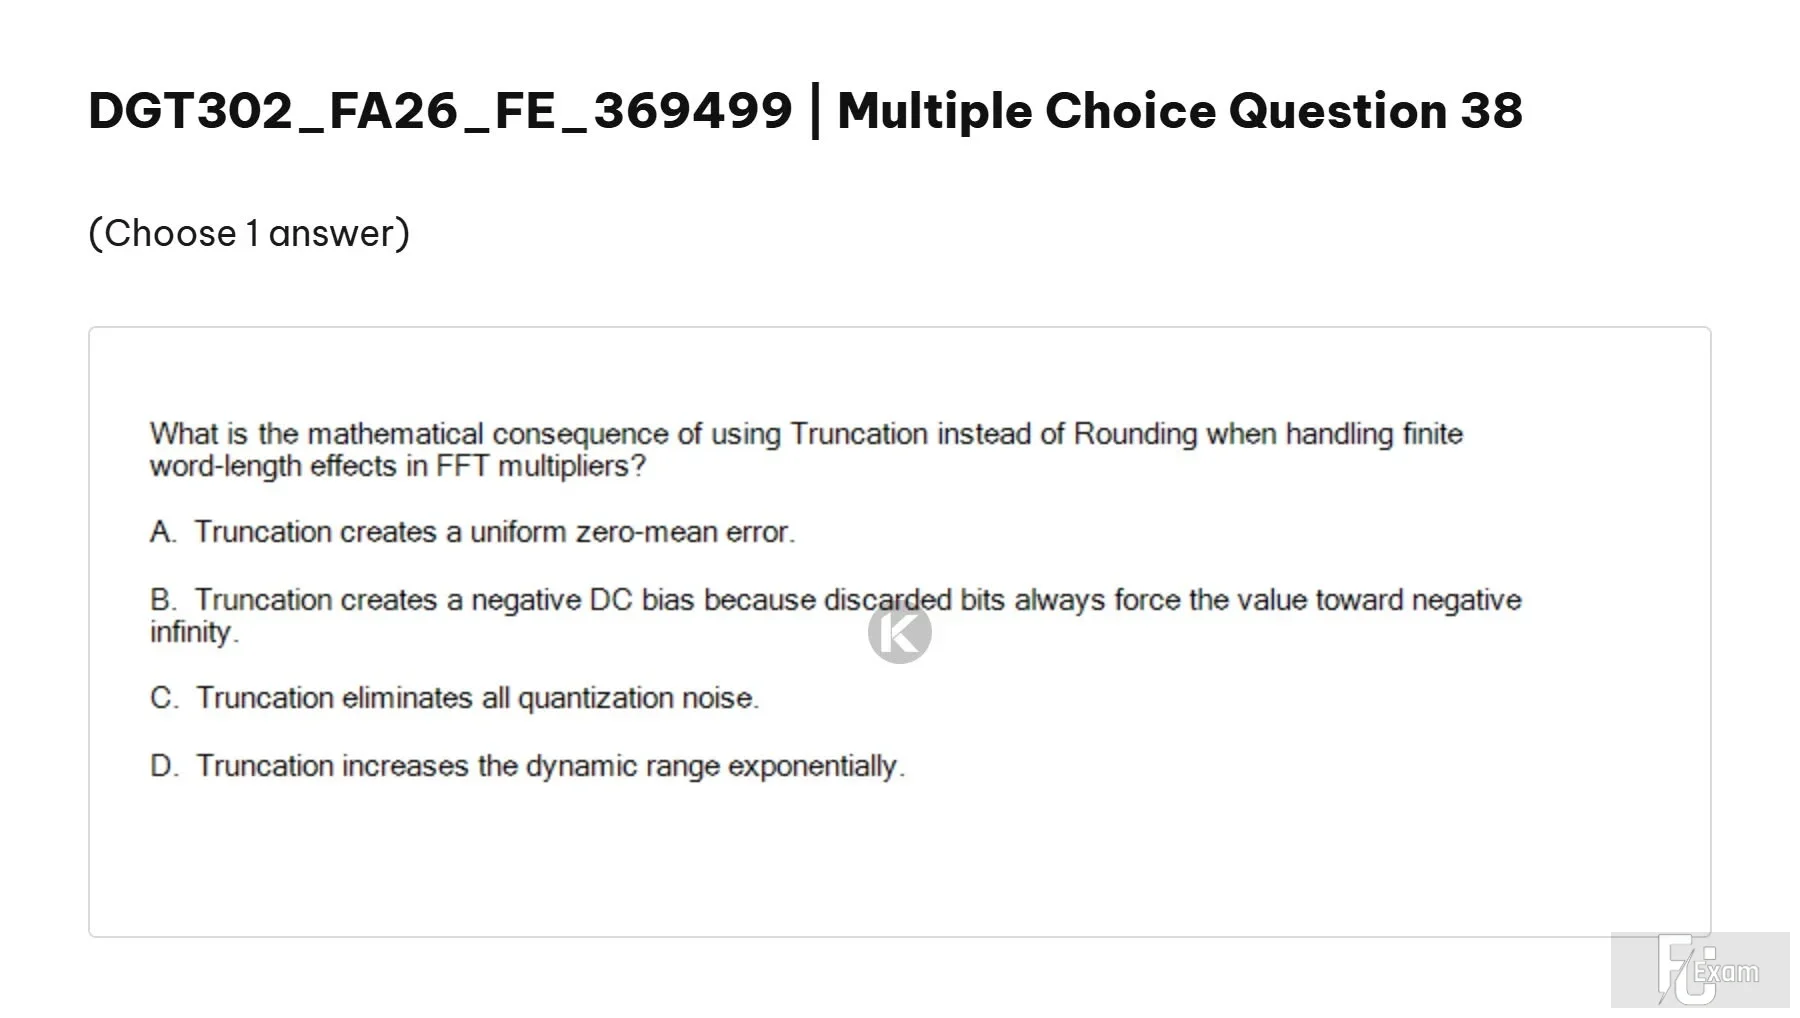 DGT302_FA26_FE_369499 | Multiple Choice Question 38
(Choose 1 answer)
What is the mathematical consequence of using Truncation instead of Rounding when handling finite
word-length effects in FFT multipliers?
A. Truncation creates a uniform zero-mean error.
B. Truncation creates a negative DC bias because discarded bits always force the value toward negative
infinity.
K
C. Truncation eliminates all quantization noise.
D. Truncation increases the dynamic range exponentially.
FU Exam